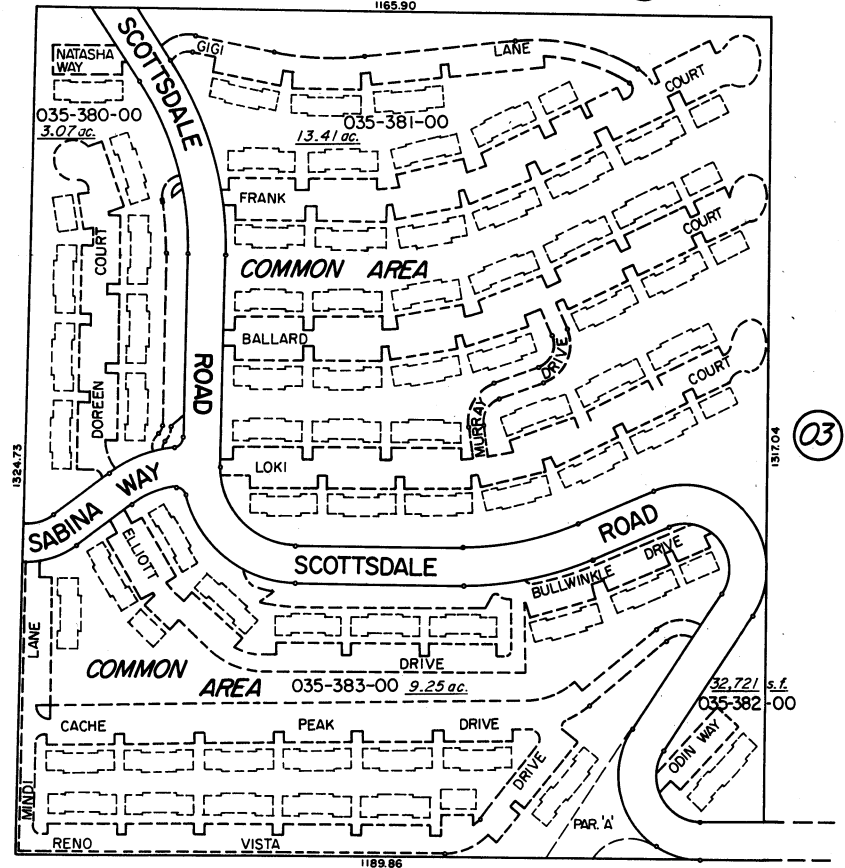 1165.90
SCOTTSDALE
ROAD
GIGI LANE
NATASHA
WAY
COURT
035-380-00
3.07 ac.
035-381-00
13.41 ac.
FRANK
COURT
COURT
COMMON AREA
BALLARD
DRIVE
MURRAY
COURT
DOREEN
LOKI
1324.73
1317.04
03
SABINA WAY
ELLIOTT
SCOTTSDALE
ROAD
BULLWINKLE DRIVE
LANE
DRIVE
COMMON
AREA
035-383-00 9.25 ac.
32,721 s.f.
035-382-00
CACHE PEAK DRIVE
ODIN WAY
DRIVE
MINDI
PAR. 'A'
RENO VISTA
1189.86